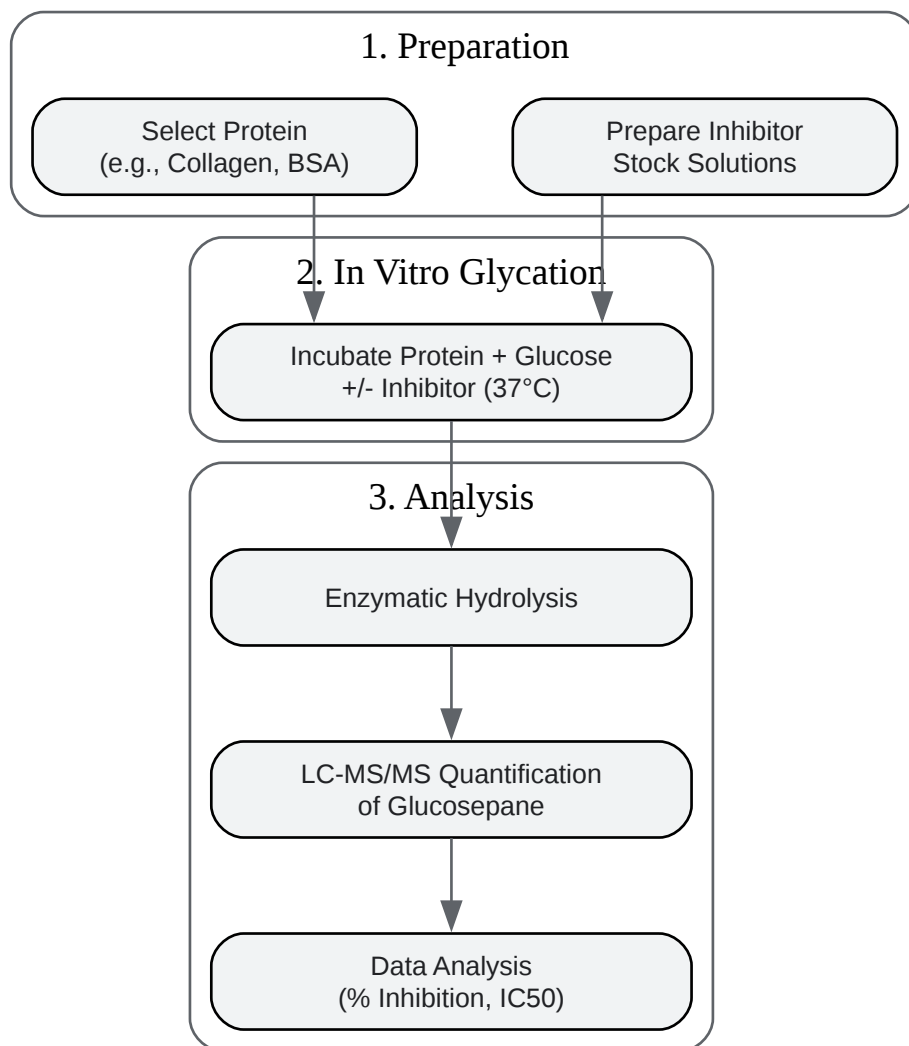 1. Preparation
Select Protein
(e.g., Collagen, BSA)
Prepare Inhibitor
Stock Solutions
2. In Vitro Glycation
Incubate Protein + Glucose
+/- Inhibitor (37°C)
3. Analysis
Enzymatic Hydrolysis
LC-MS/MS Quantification
of Glucosepane
Data Analysis
(% Inhibition, IC50)